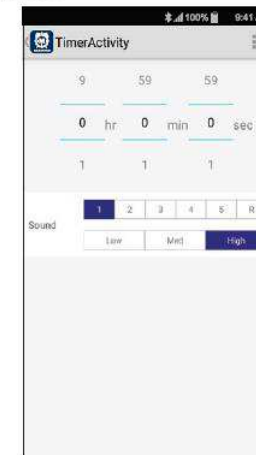 100% 9:41
TimerActivity
9 59 59
0 hr 0 min 0 sec
1 1 1
1 2 3 4 5 R
Sound
Low Med High